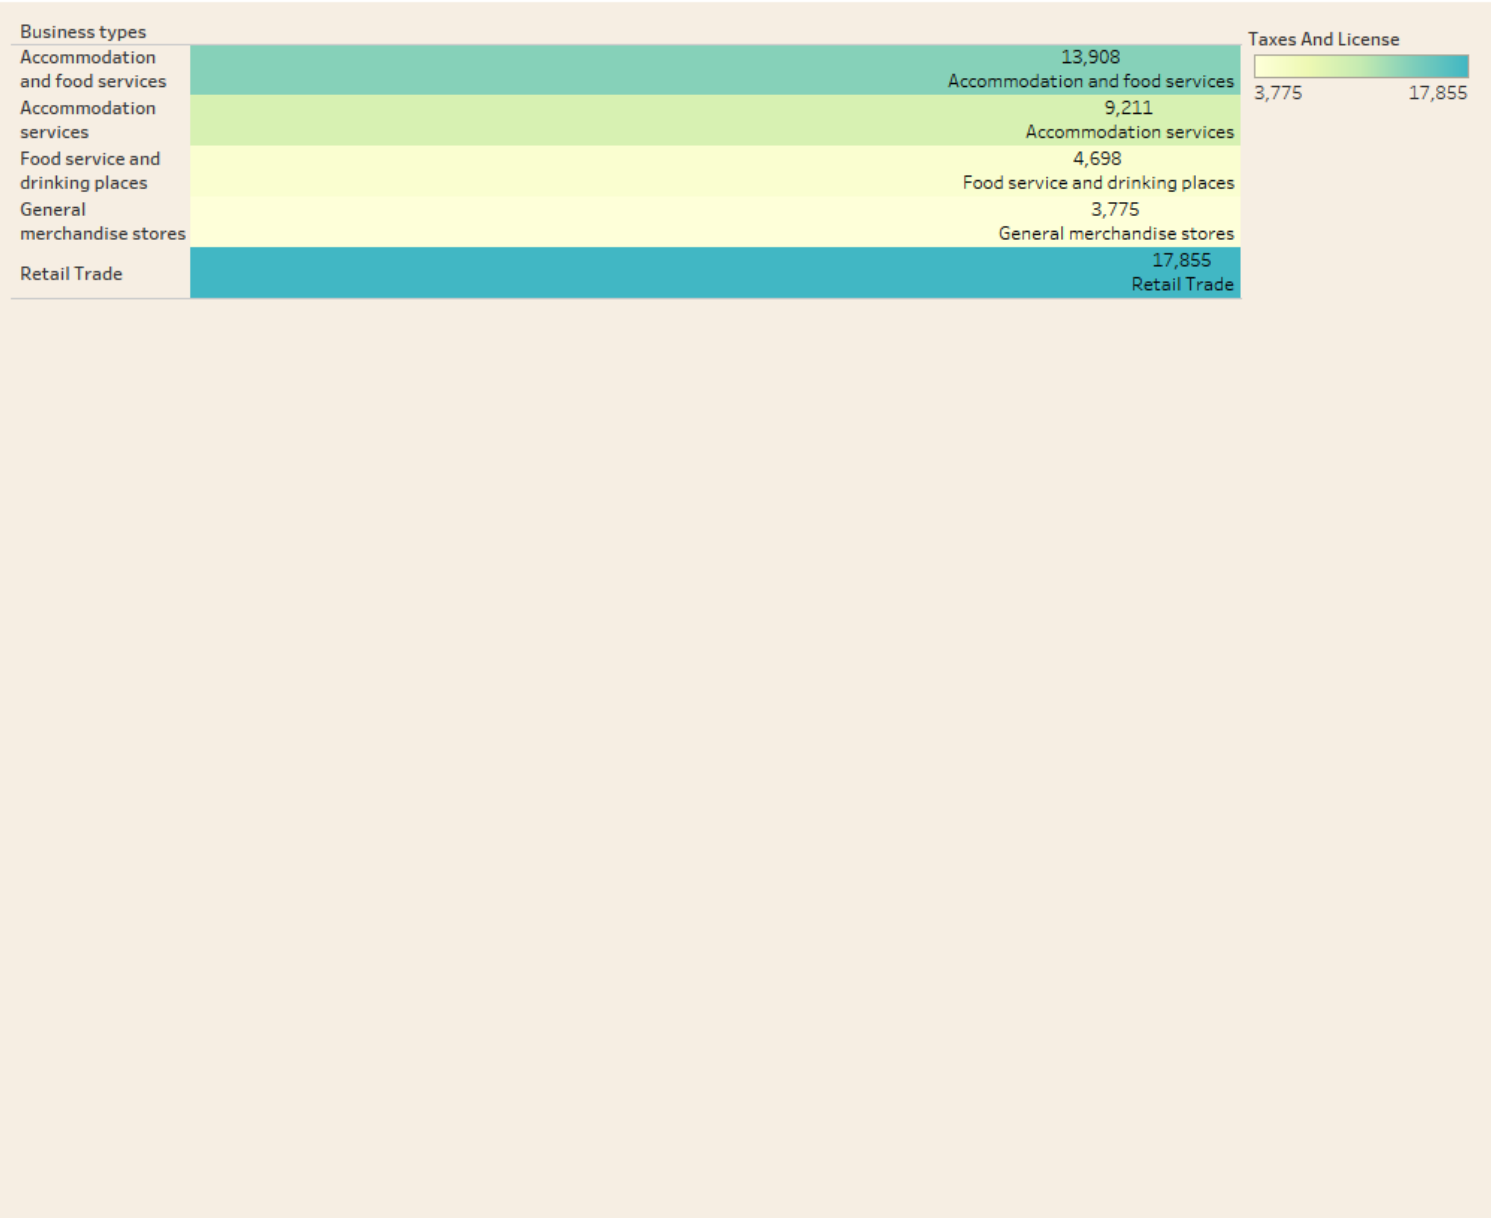 Business types
Accommodation
and food services
13,908
Accommodation and food services
Accommodation
services
9,211
Accommodation services
Food service and
drinking places
4,698
Food service and drinking places
General
merchandise stores
3,775
General merchandise stores
Retail Trade
17,855
Retail Trade
Taxes And License
3,775
17,855